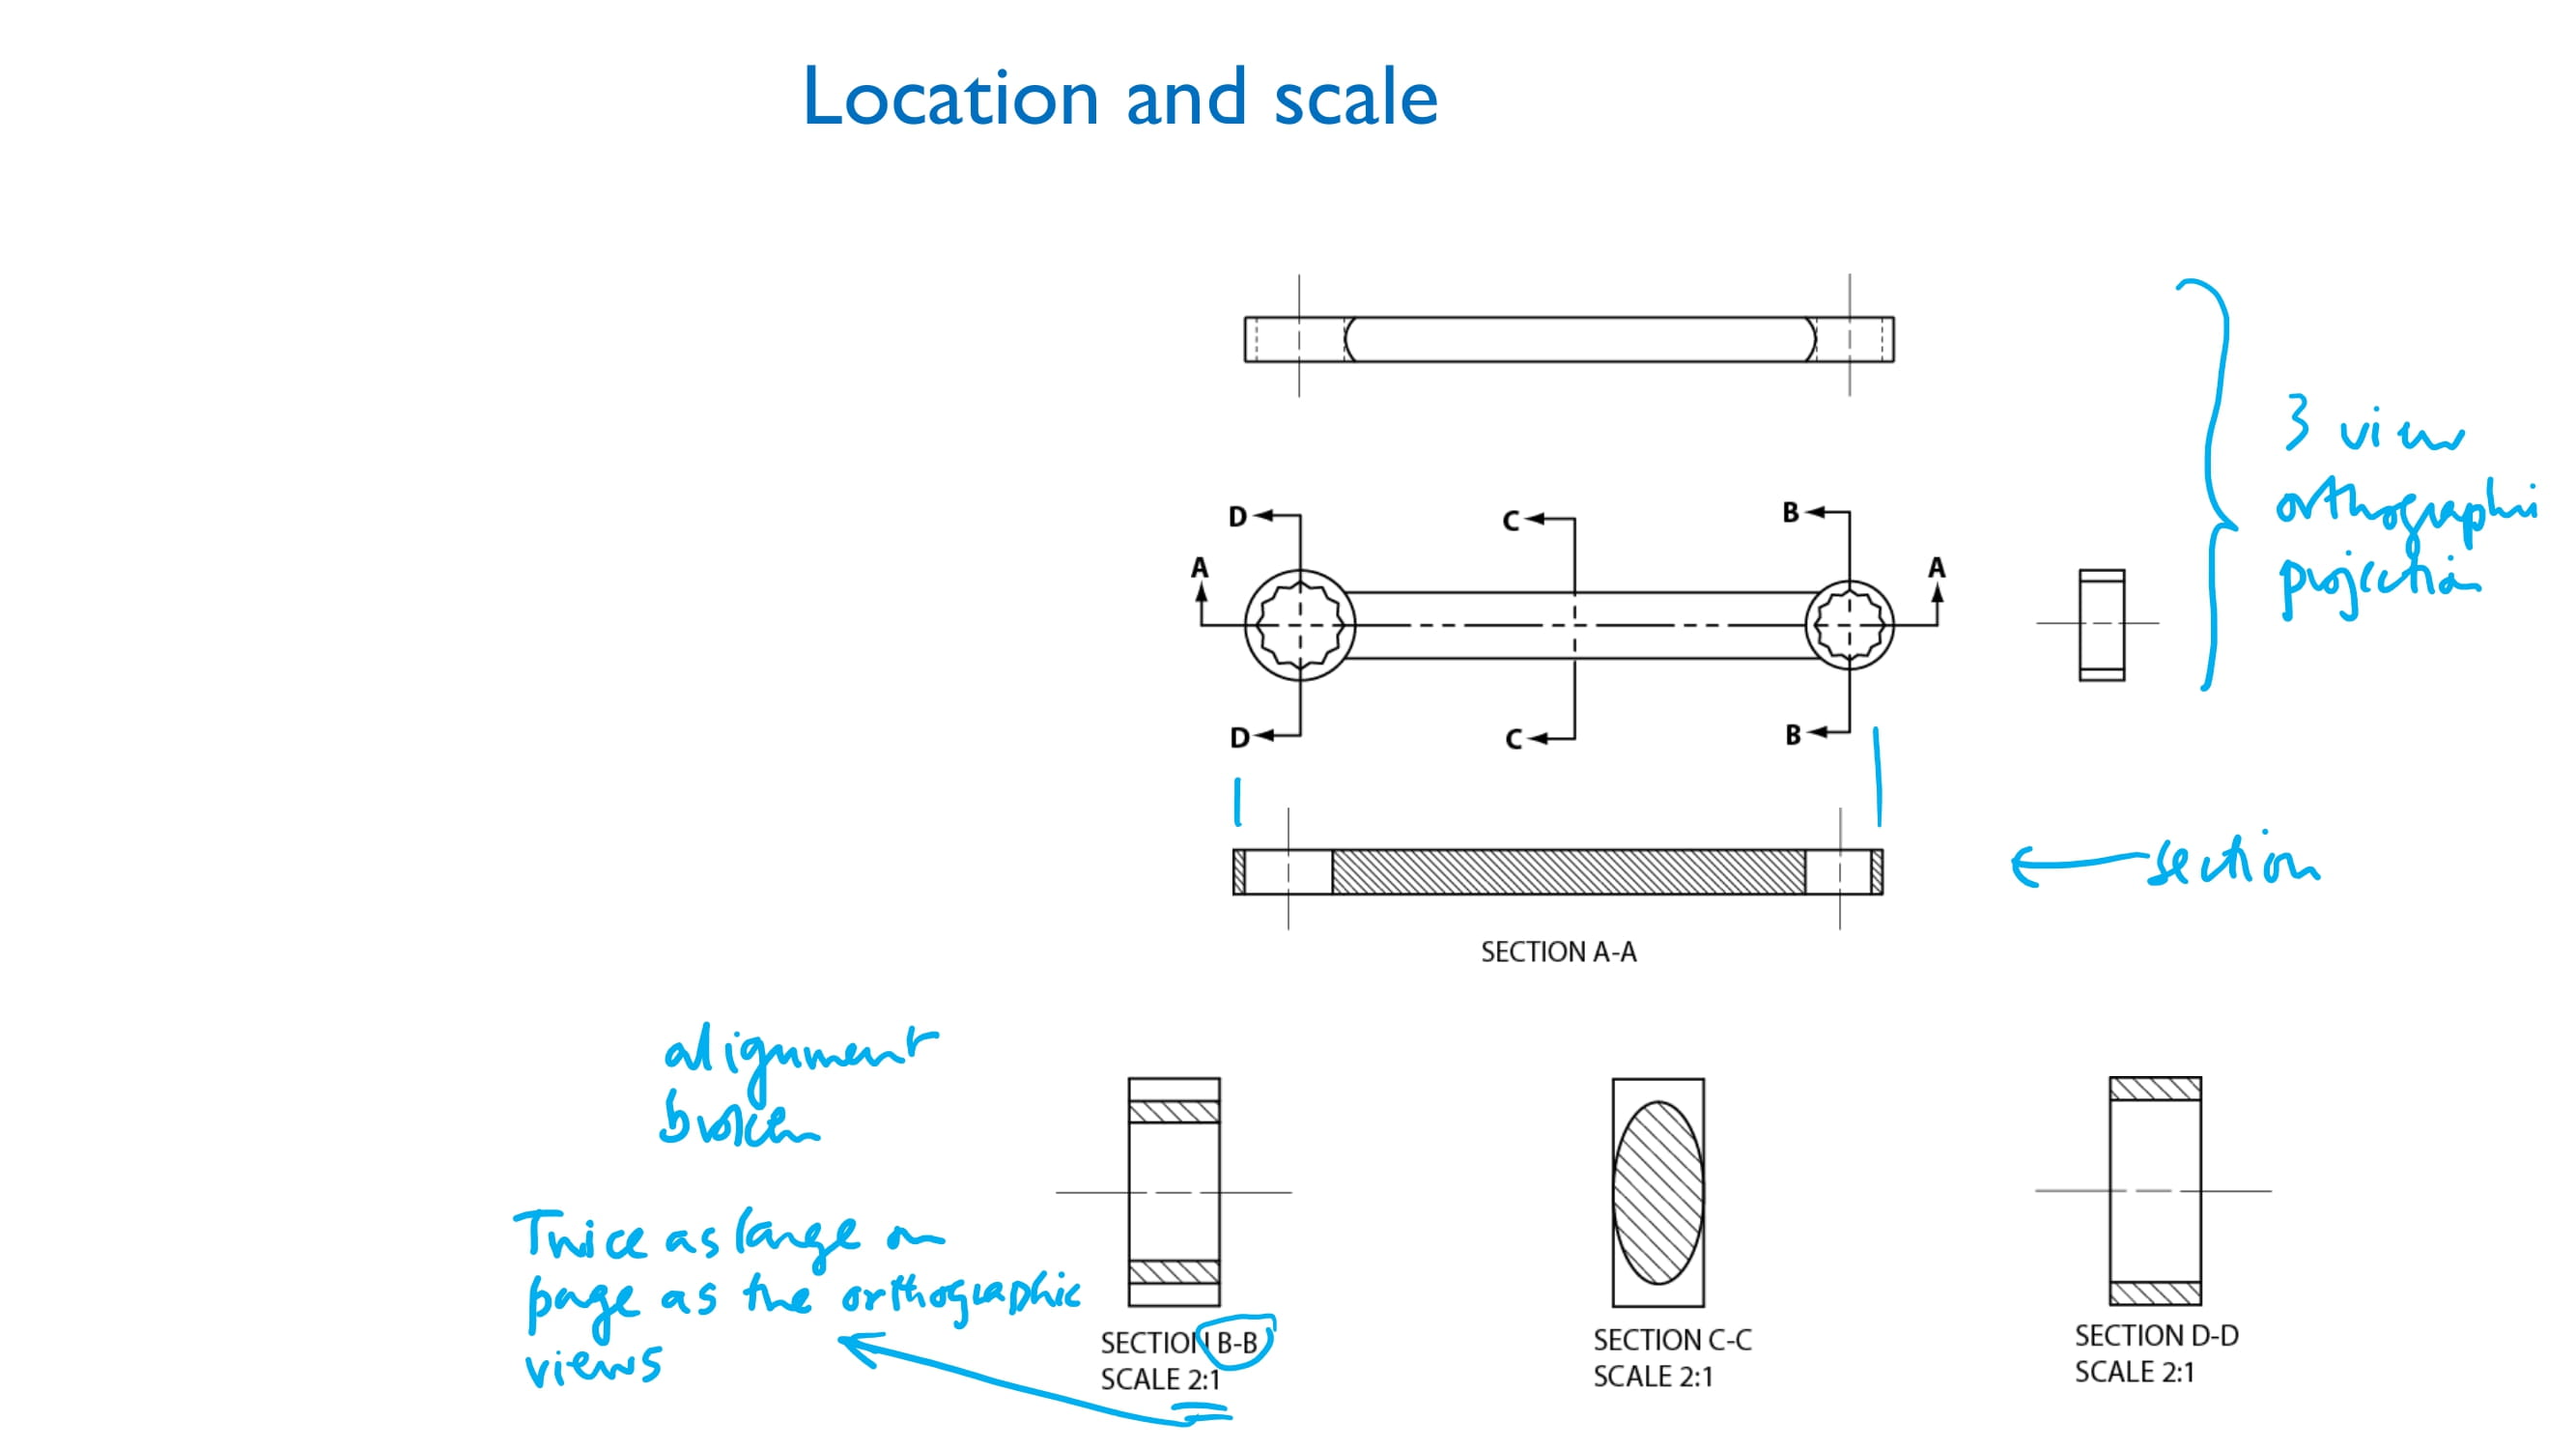 Location and scale
3 view
orthographic
projection
D
C
B
A
A
D
C
B
section
SECTION A-A
alignment
broken
Twice as large on
page as the orthographic
views
SECTION B-B
SCALE 2:1
SECTION C-C
SCALE 2:1
SECTION D-D
SCALE 2:1